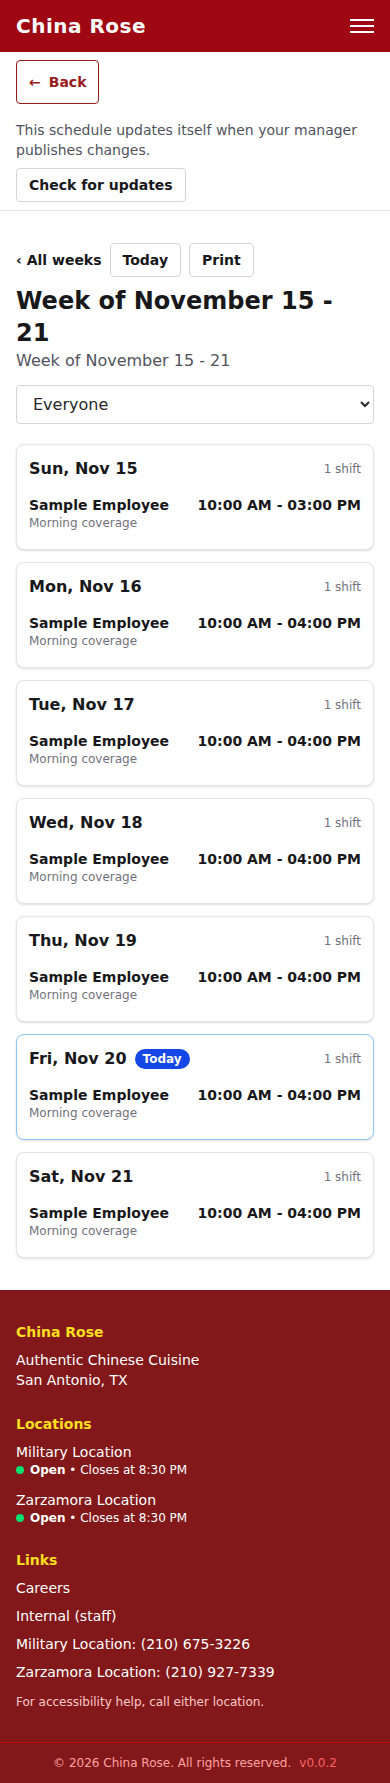 China Rose
← Back
This schedule updates itself when your manager
publishes changes.
Check for updates
‹ All weeks Today Print
Week of November 15 -
21
Week of November 15 - 21
Everyone
Sun, Nov 15 1 shift
Sample Employee 10:00 AM - 03:00 PM
Morning coverage
Mon, Nov 16 1 shift
Sample Employee 10:00 AM - 04:00 PM
Morning coverage
Tue, Nov 17 1 shift
Sample Employee 10:00 AM - 04:00 PM
Morning coverage
Wed, Nov 18 1 shift
Sample Employee 10:00 AM - 04:00 PM
Morning coverage
Thu, Nov 19 1 shift
Sample Employee 10:00 AM - 04:00 PM
Morning coverage
Fri, Nov 20 Today 1 shift
Sample Employee 10:00 AM - 04:00 PM
Morning coverage
Sat, Nov 21 1 shift
Sample Employee 10:00 AM - 04:00 PM
Morning coverage
China Rose
Authentic Chinese Cuisine
San Antonio, TX
Locations
Military Location
Open • Closes at 8:30 PM
Zarzamora Location
Open • Closes at 8:30 PM
Links
Careers
Internal (staff)
Military Location: (210) 675-3226
Zarzamora Location: (210) 927-7339
For accessibility help, call either location.
© 2026 China Rose. All rights reserved. v0.0.2